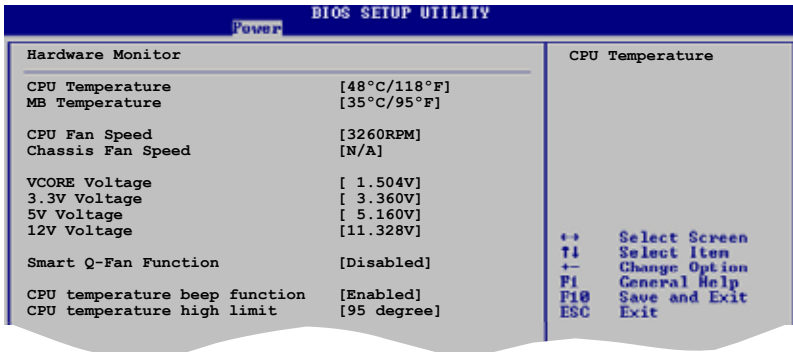 BIOS SETUP UTILITY
Power
Hardware Monitor
CPU Temperature [48°C/118°F]
MB Temperature [35°C/95°F]
CPU Fan Speed [3260RPM]
Chassis Fan Speed [N/A]
VCORE Voltage [ 1.504V]
3.3V Voltage [ 3.360V]
5V Voltage [ 5.160V]
12V Voltage [11.328V]
Smart Q-Fan Function [Disabled]
CPU temperature beep function [Enabled]
CPU temperature high limit [95 degree]
CPU Temperature
↔ Select Screen
↑↓ Select Item
+- Change Option
F1 General Help
F10 Save and Exit
ESC Exit